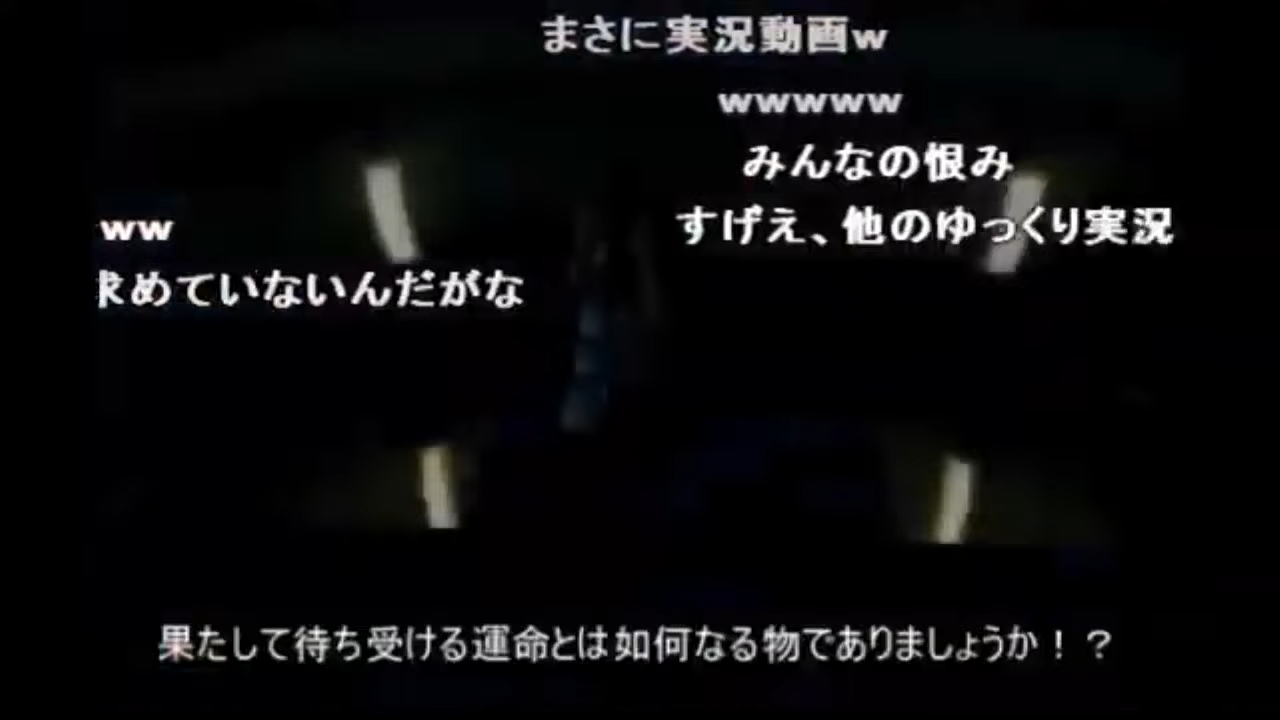 まさに実況動画w
wwwww
みんなの恨み
ww
すげえ、他のゆっくり実況
めていないんだがな
果たして待ち受ける運命とは如何なる物でありましょうか！？